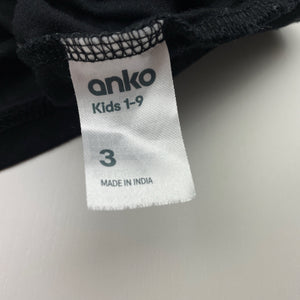 anko
Kids 1-9
3
MADE IN INDIA